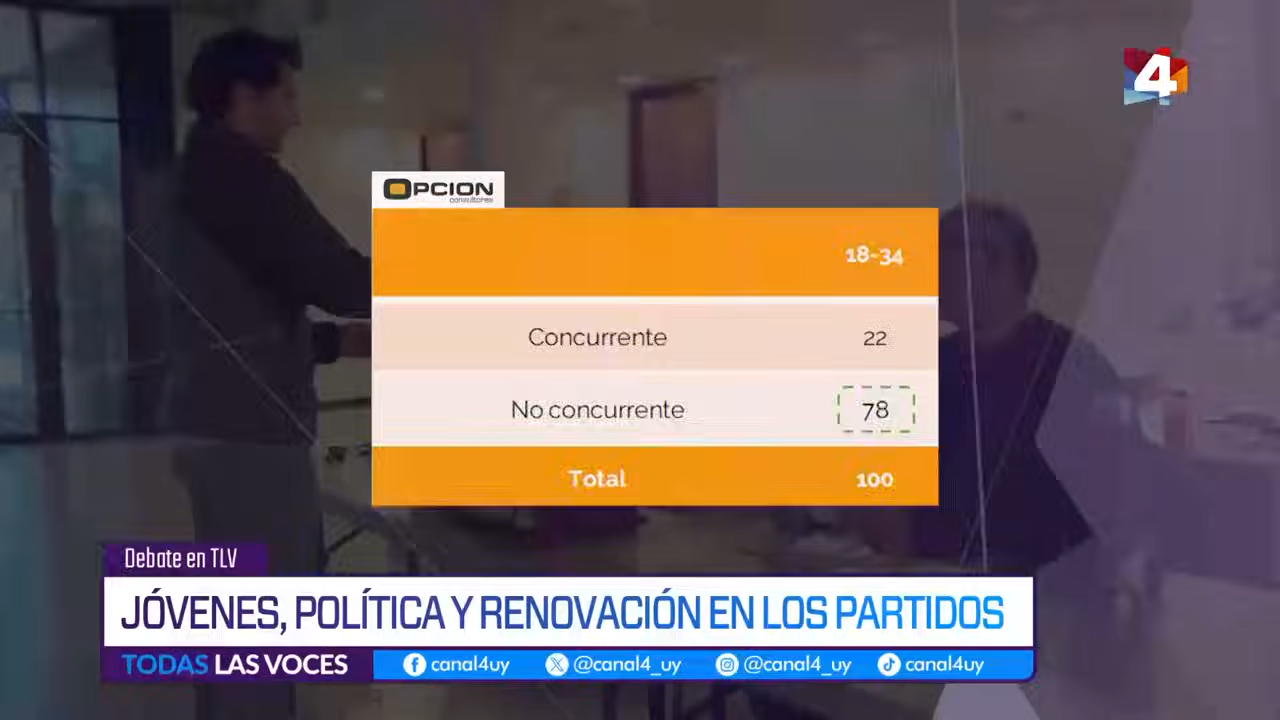 4
OPCION
consultores
18-34
Concurrente 22
No concurrente 78
Total 100
Debate en TLV
JÓVENES, POLÍTICA Y RENOVACIÓN EN LOS PARTIDOS
TODAS LAS VOCES canal4uy @canal4_uy @canal4_uy canal4uy